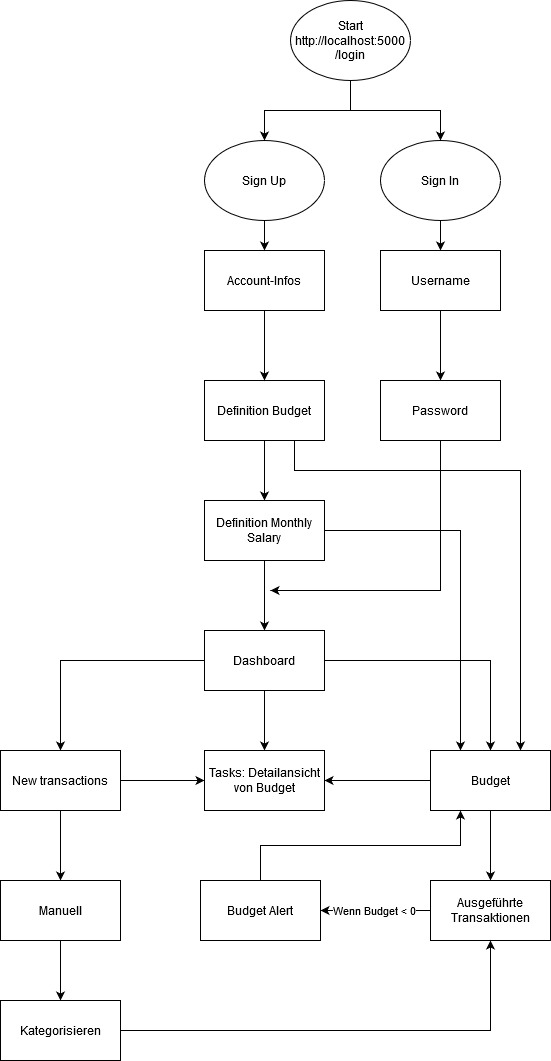 Start
http://localhost:5000
/login
Sign Up
Sign In
Account-Infos
Username
Definition Budget
Password
Definition Monthly
Salary
Dashboard
New transactions
Tasks: Detailansicht
von Budget
Budget
Manuell
Budget Alert
Wenn Budget < 0
Ausgeführte
Transaktionen
Kategorisieren